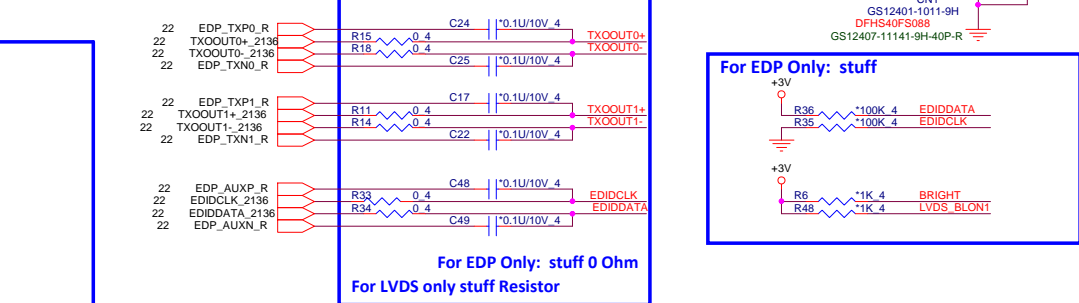 CN1
GS12401-1011-9H
DFHS40FS088
GS12407-11141-9H-40P-R
22 EDP_TXP0_R C24 *0.1U/10V_4
22 TXOOUT0+_2136 R15 0_4 TXOOUT0+
22 TXOOUT0-_2136 R18 0_4 TXOOUT0-
22 EDP_TXN0_R C25 *0.1U/10V_4
22 EDP_TXP1_R C17 *0.1U/10V_4
22 TXOOUT1+_2136 R11 0_4 TXOOUT1+
22 TXOOUT1-_2136 R14 0_4 TXOOUT1-
22 EDP_TXN1_R C22 *0.1U/10V_4
22 EDP_AUXP_R C48 *0.1U/10V_4
22 EDIDCLK_2136 R33 0_4 EDIDCLK
22 EDIDDATA_2136 R34 0_4 EDIDDATA
22 EDP_AUXN_R C49 *0.1U/10V_4
For EDP Only: stuff 0 Ohm
For LVDS only stuff Resistor
For EDP Only: stuff
+3V
R36 *100K_4 EDIDDATA
R35 *100K_4 EDIDCLK
+3V
R6 *1K_4 BRIGHT
R48 *1K_4 LVDS_BLON1